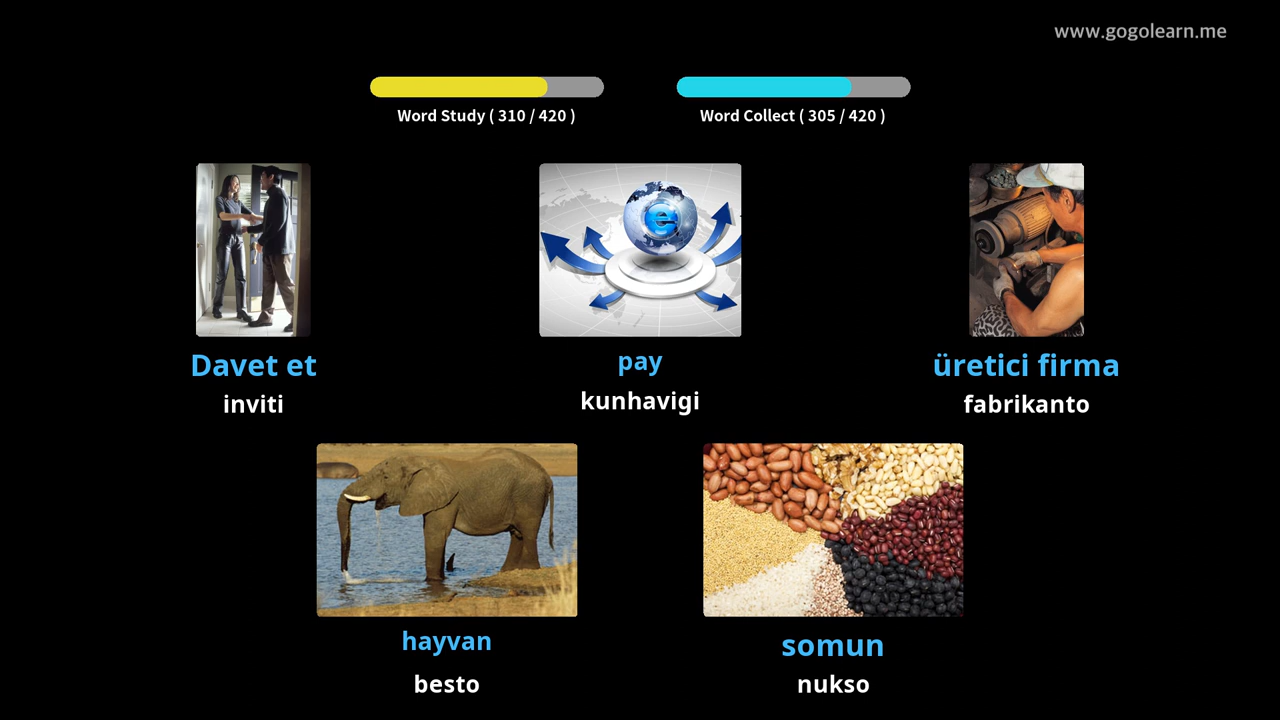 www.gogolearn.me
Word Study ( 310 / 420 )
Word Collect ( 305 / 420 )
Davet et
inviti
e
pay
kunhavigi
üretici firma
fabrikanto
hayvan
besto
somun
nukso